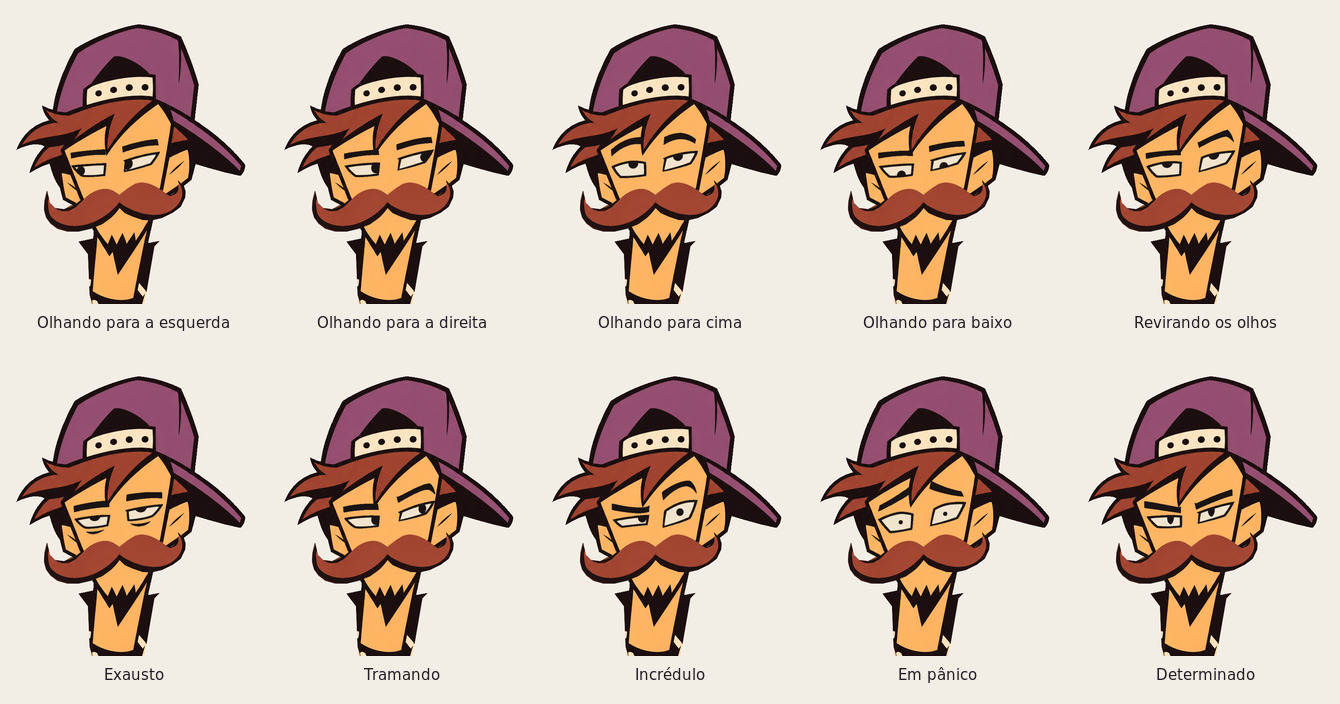 Olhando para a esquerda
Olhando para a direita
Olhando para cima
Olhando para baixo
Revirando os olhos
Exausto
Tramando
Incrédulo
Em pânico
Determinado